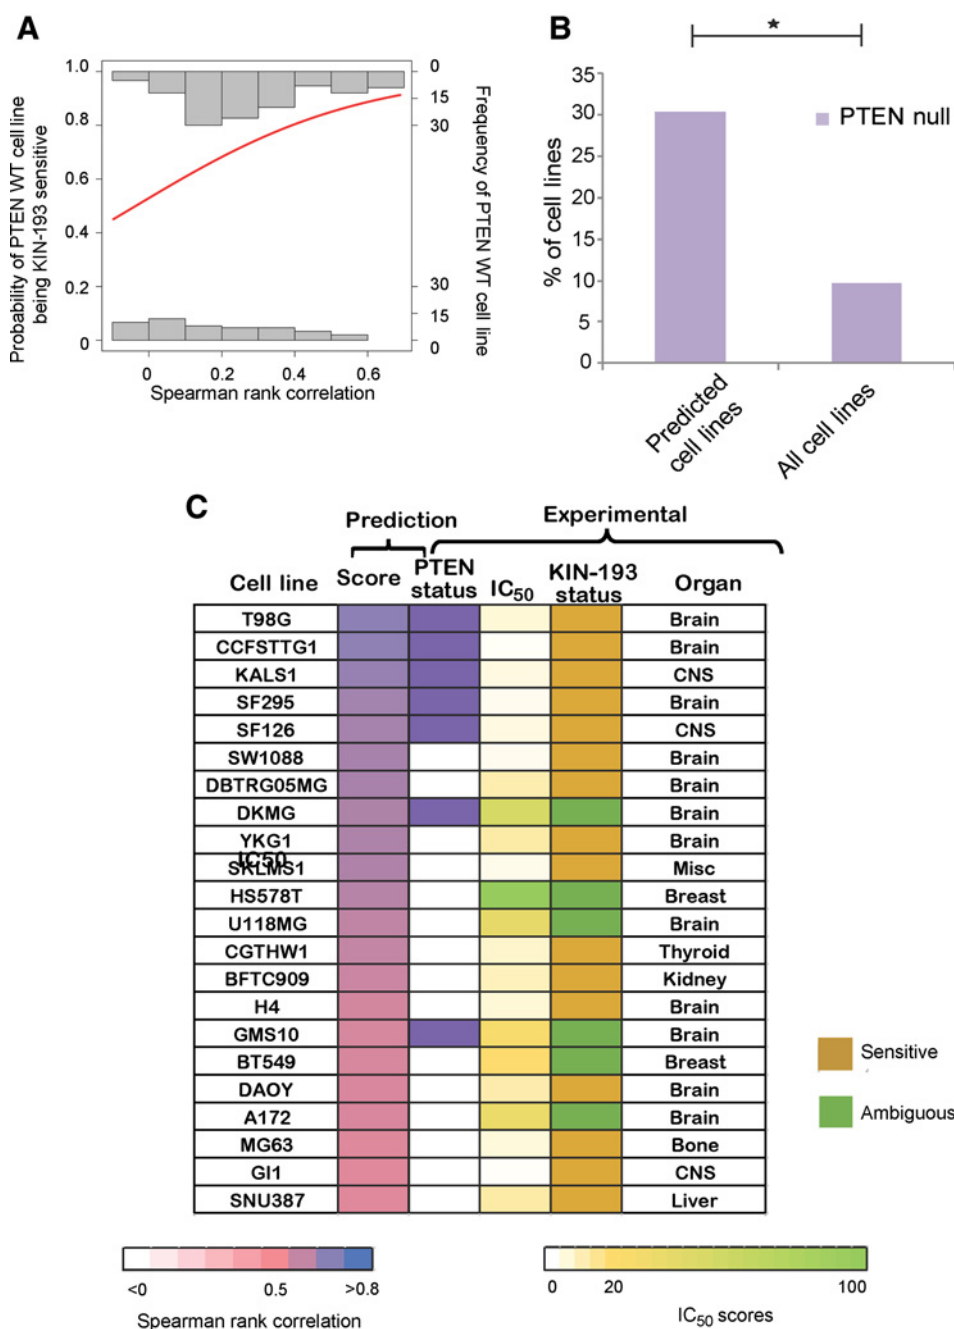 A
1.0
0.8
0.6
0.4
0.2
0
Probability of PTEN WT cell line
being KIN-193 sensitive
0
15
30
30
15
0
Frequency of PTEN WT cell line
0
0.2
0.4
0.6
Spearman rank correlation
B
★
35
30
25
20
15
10
5
0
% of cell lines
PTEN null
Predicted
cell lines
All cell lines
C
Prediction
Experimental
Cell line Score PTEN status IC50 KIN-193 status Organ
T98G Brain
CCFSTTG1 Brain
KALS1 CNS
SF295 Brain
SF126 CNS
SW1088 Brain
DBTRG05MG Brain
DKMG Brain
YKG1 Brain
IC50
SKLMS1 Misc
HS578T Breast
U118MG Brain
CGTHW1 Thyroid
BFTC909 Kidney
H4 Brain
GMS10 Brain
BT549 Breast
DAOY Brain
A172 Brain
MG63 Bone
GI1 CNS
SNU387 Liver
Sensitive
Ambiguous
<0 0.5 >0.8
Spearman rank correlation
0 20 100
IC50 scores